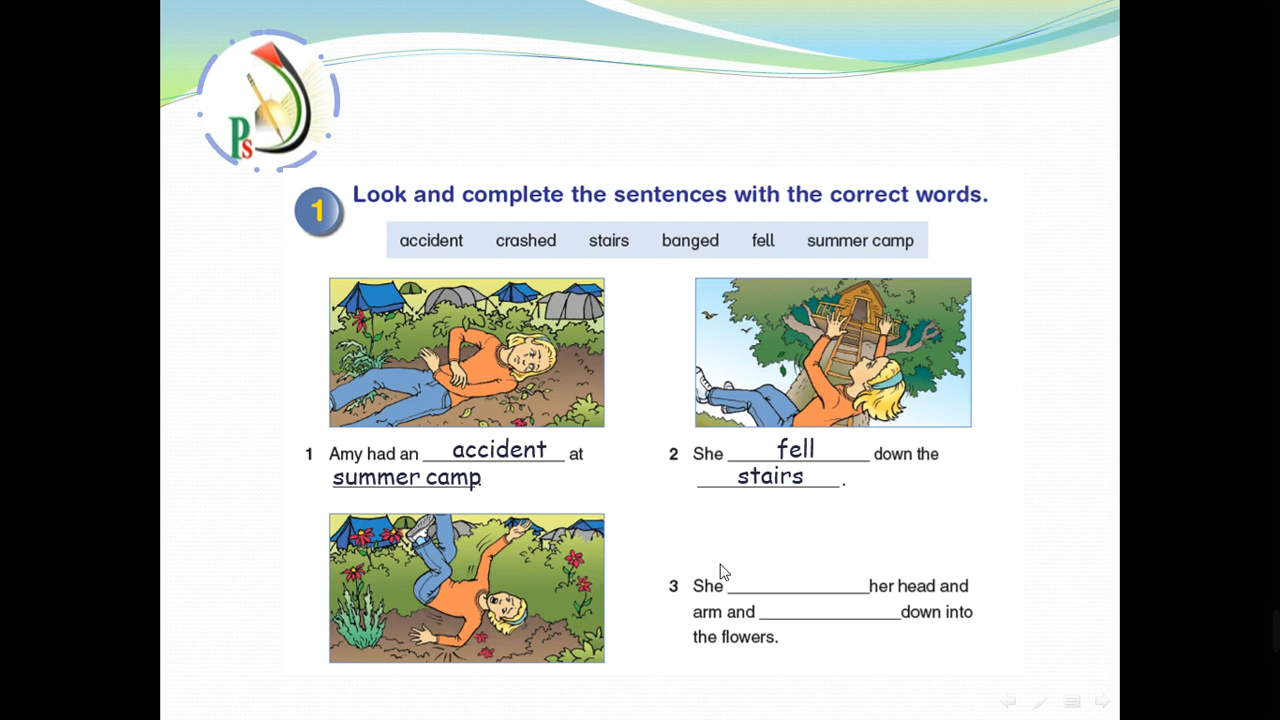 Ps
1 Look and complete the sentences with the correct words.
accident crashed stairs banged fell summer camp
1 Amy had an accident at
summer camp.
2 She fell down the
stairs.
3 She ______________ her head and
arm and ______________ down into
the flowers.